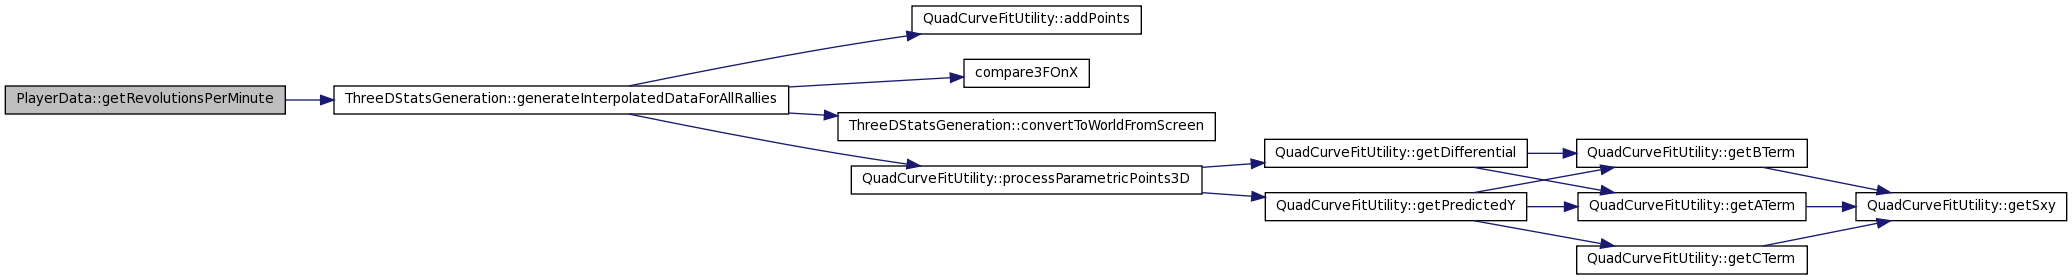 PlayerData::getRevolutionsPerMinute
ThreeDStatsGeneration::generateInterpolatedDataForAllRallies
QuadCurveFitUtility::addPoints
compare3FOnX
ThreeDStatsGeneration::convertToWorldFromScreen
QuadCurveFitUtility::processParametricPoints3D
QuadCurveFitUtility::getDifferential
QuadCurveFitUtility::getPredictedY
QuadCurveFitUtility::getBTerm
QuadCurveFitUtility::getATerm
QuadCurveFitUtility::getCTerm
QuadCurveFitUtility::getSxy